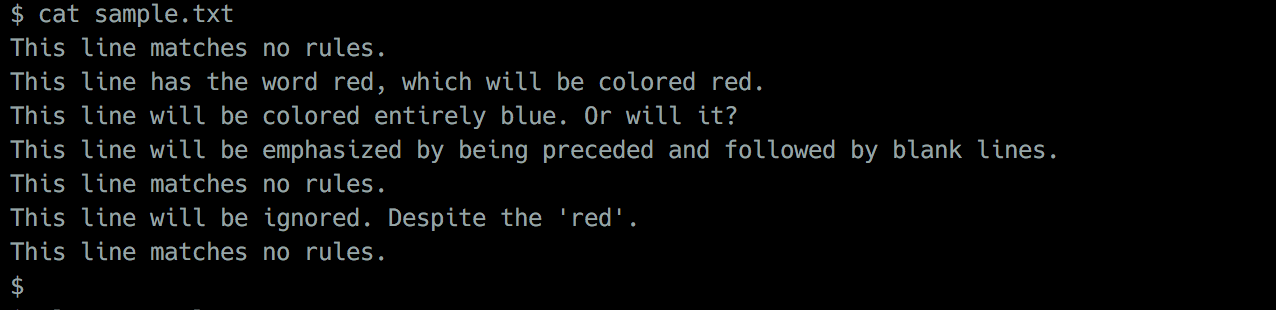 $ cat sample.txt
This line matches no rules.
This line has the word red, which will be colored red.
This line will be colored entirely blue. Or will it?
This line will be emphasized by being preceded and followed by blank lines.
This line matches no rules.
This line will be ignored. Despite the 'red'.
This line matches no rules.
$